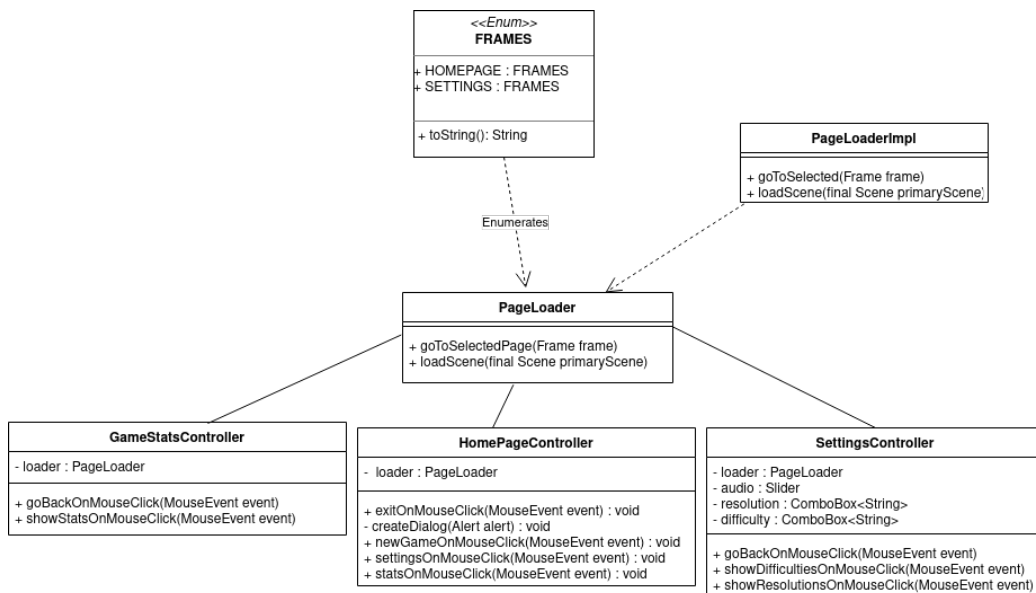 <<Enum>>
FRAMES
+ HOMEPAGE : FRAMES
+ SETTINGS : FRAMES
+ toString(): String
PageLoaderImpl
+ goToSelected(Frame frame)
+ loadScene(final Scene primaryScene)
Enumerates
PageLoader
+ goToSelectedPage(Frame frame)
+ loadScene(final Scene primaryScene)
GameStatsController
- loader : PageLoader
+ goBackOnMouseClick(MouseEvent event)
+ showStatsOnMouseClick(MouseEvent event)
HomePageController
- loader : PageLoader
+ exitOnMouseClick(MouseEvent event) : void
- createDialog(Alert alert) : void
+ newGameOnMouseClick(MouseEvent event) : void
+ settingsOnMouseClick(MouseEvent event) : void
+ statsOnMouseClick(MouseEvent event) : void
SettingsController
- loader : PageLoader
- audio : Slider
- resolution : ComboBox<String>
- difficulty : ComboBox<String>
+ goBackOnMouseClick(MouseEvent event)
+ showDifficultiesOnMouseClick(MouseEvent event)
+ showResolutionsOnMouseClick(MouseEvent event)